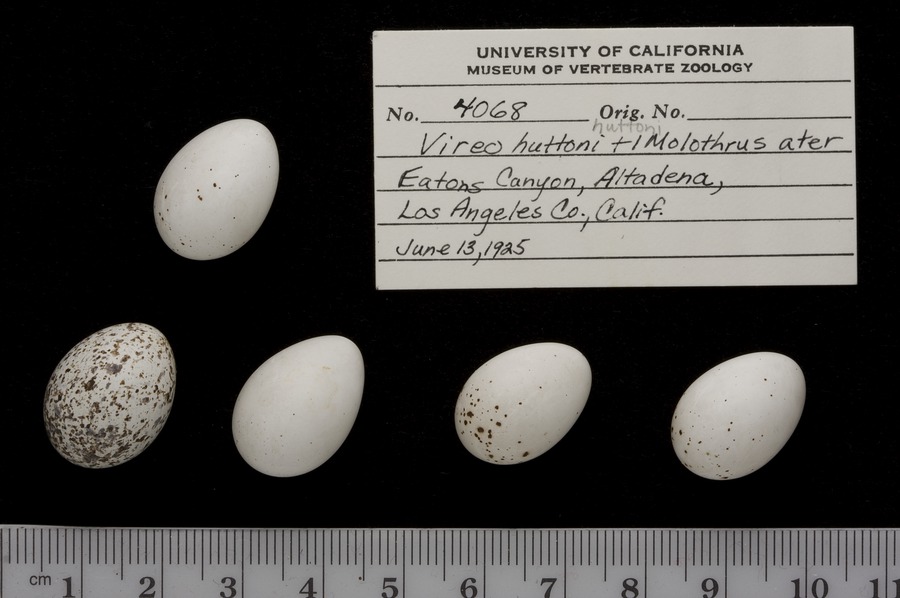 UNIVERSITY OF CALIFORNIA
MUSEUM OF VERTEBRATE ZOOLOGY
No. 4068 Orig. No.
huttoni
Vireo huttoni +1 Molothrus ater
Eatons Canyon, Altadena,
Los Angeles Co., Calif.
June 13, 1925
cm 1 2 3 4 5 6 7 8 9 10 11